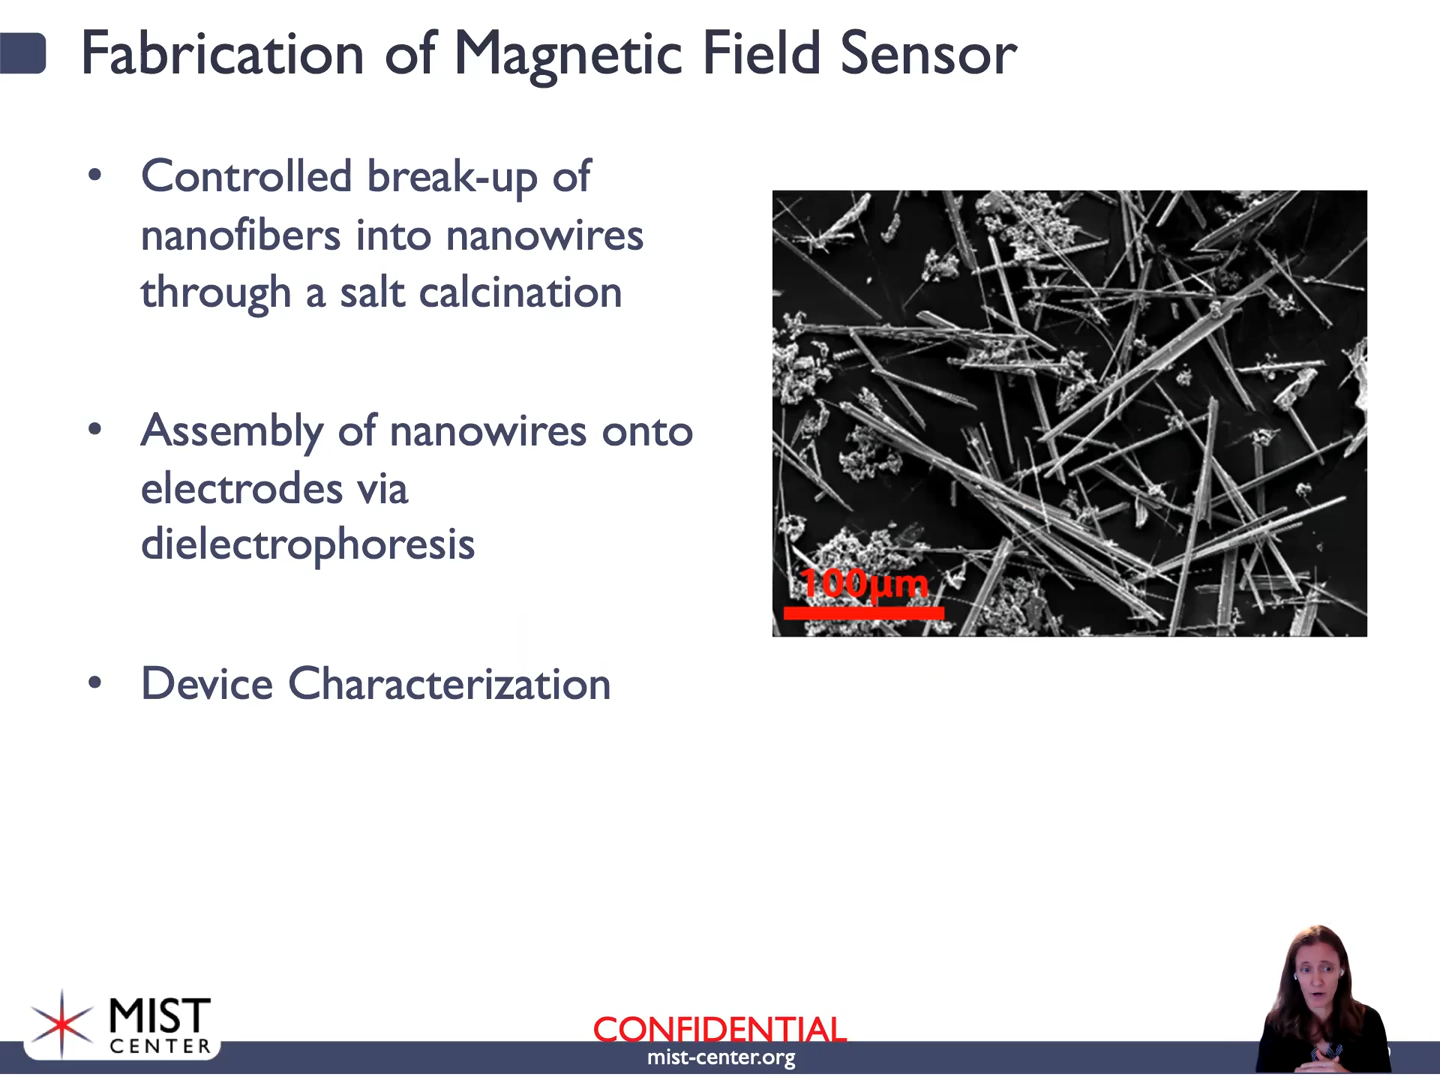 Fabrication of Magnetic Field Sensor
• Controlled break-up of
nanofibers into nanowires
through a salt calcination
• Assembly of nanowires onto
electrodes via
dielectrophoresis
• Device Characterization
100μm
MIST
CENTER
CONFIDENTIAL
mist-center.org